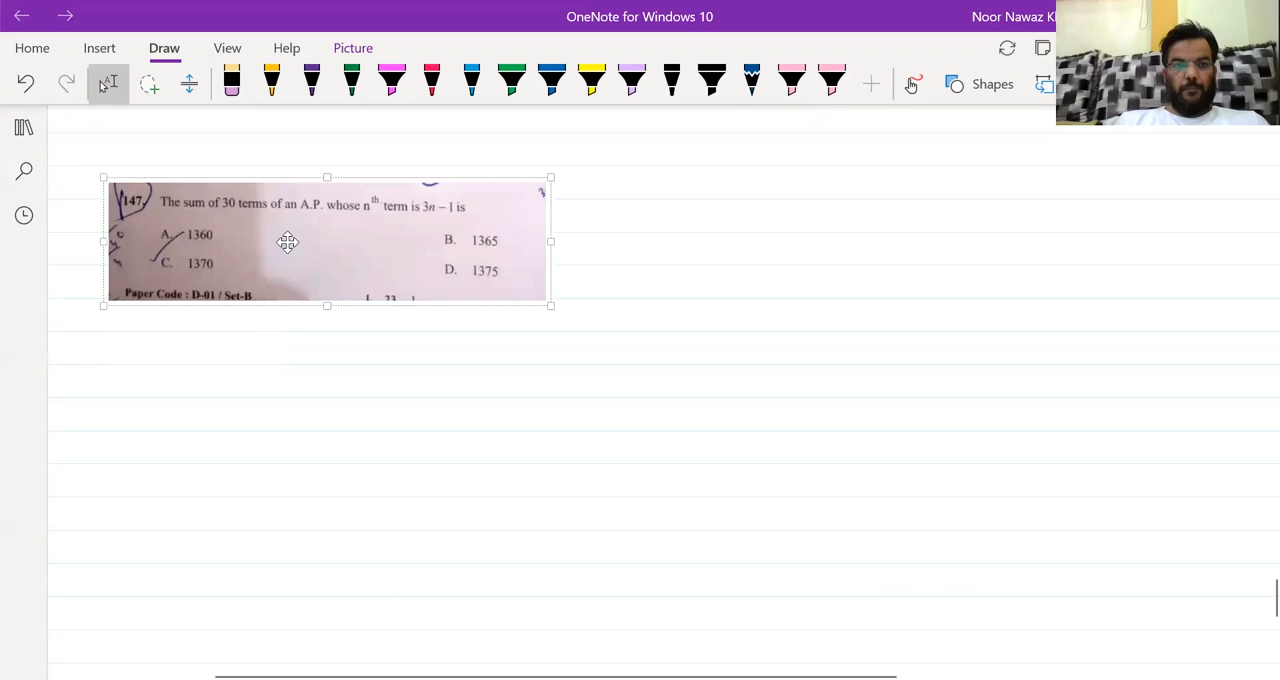 OneNote for Windows 10
Noor Nawaz Kh
Home Insert Draw View Help Picture
Shapes
147. The sum of 30 terms of an A.P. whose nth term is 3n – 1 is
A. 1360 B. 1365
C. 1370 D. 1375
Paper Code : D-01 / Set-B